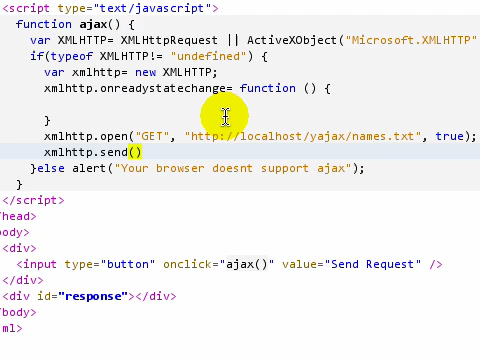 <script type="text/javascript">
function ajax() {
var XMLHTTP= XMLHttpRequest || ActiveXObject("Microsoft.XMLHTTP"
if(typeof XMLHTTP!= "undefined") {
var xmlhttp= new XMLHTTP;
xmlhttp.onreadystatechange= function () {
}
xmlhttp.open("GET", "http://localhost/yajax/names.txt", true);
xmlhttp.send()
}else alert("Your browser doesnt support ajax");
}
</script>
/head>
ody>
<div>
<input type="button" onclick="ajax()" value="Send Request" />
</div>
<div id="response"></div>
/body>
ml>